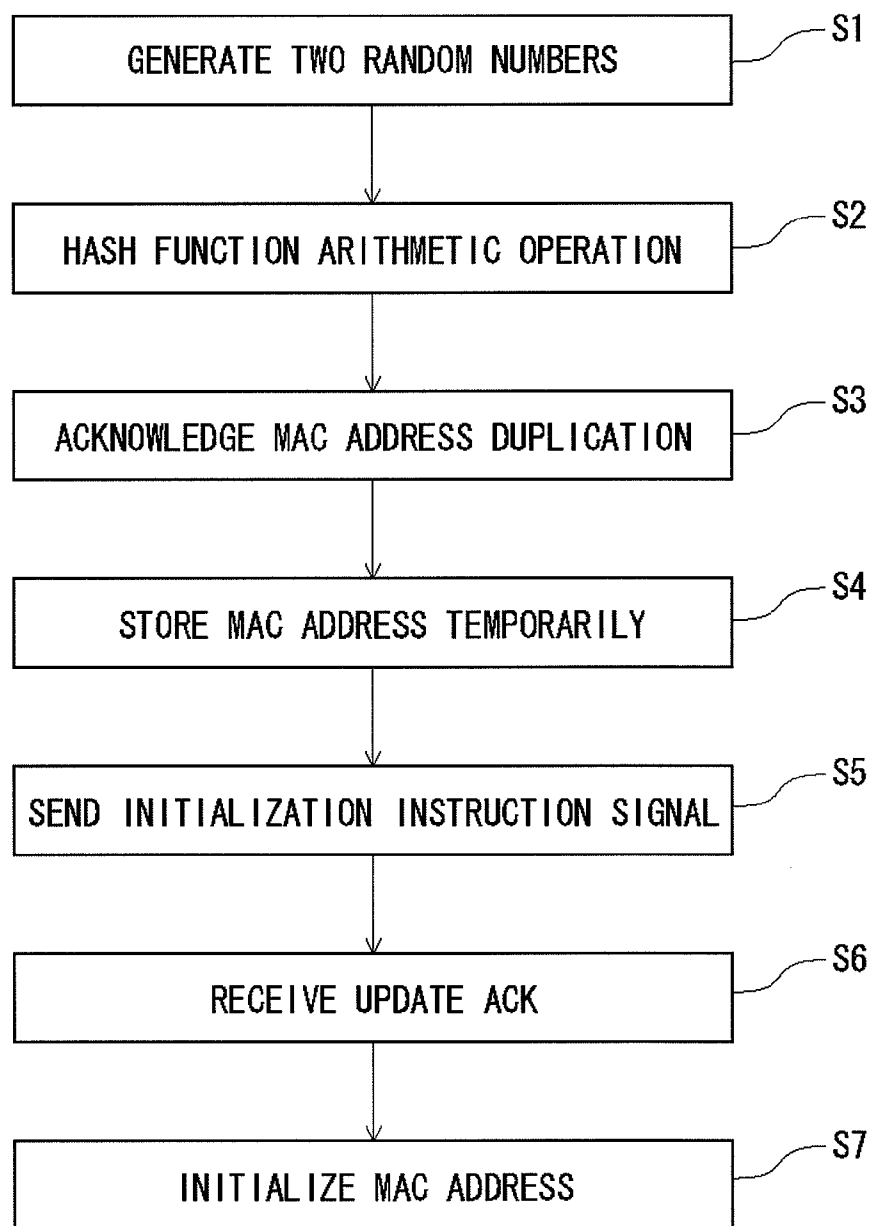 GENERATE TWO RANDOM NUMBERS
S1
HASH FUNCTION ARITHMETIC OPERATION
S2
ACKNOWLEDGE MAC ADDRESS DUPLICATION
S3
STORE MAC ADDRESS TEMPORARILY
S4
SEND INITIALIZATION INSTRUCTION SIGNAL
S5
RECEIVE UPDATE ACK
S6
INITIALIZE MAC ADDRESS
S7